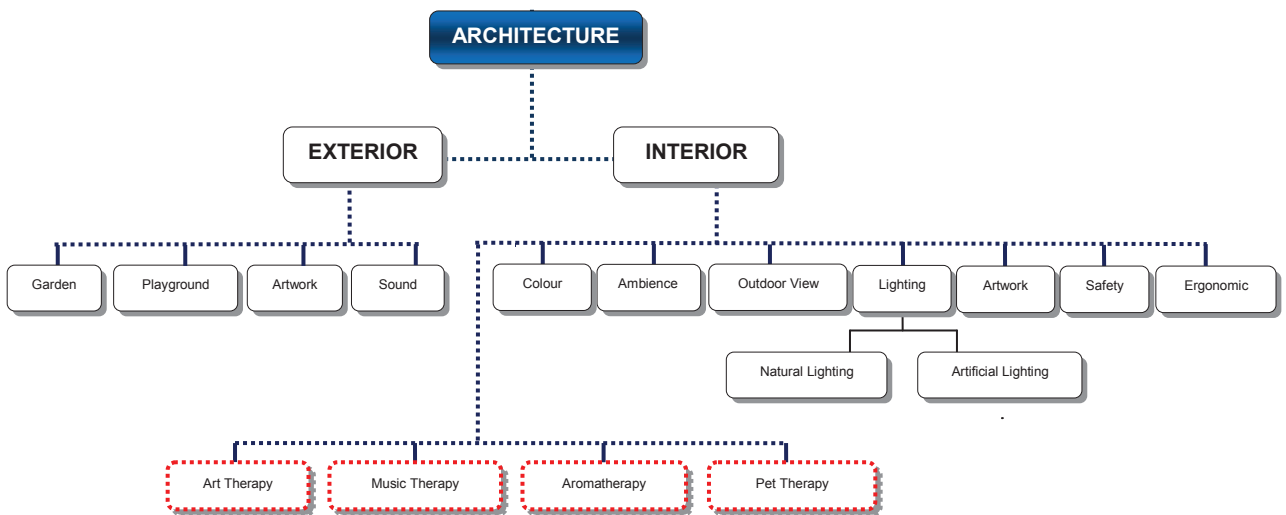 ARCHITECTURE
EXTERIOR
INTERIOR
Garden
Playground
Artwork
Sound
Colour
Ambience
Outdoor View
Lighting
Artwork
Safety
Ergonomic
Natural Lighting
Artificial Lighting
Art Therapy
Music Therapy
Aromatherapy
Pet Therapy